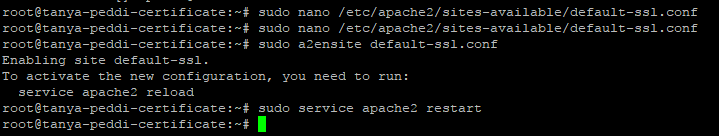 root@tanya-peddi-certificate:~# sudo nano /etc/apache2/sites-available/default-ssl.conf
root@tanya-peddi-certificate:~# sudo nano /etc/apache2/sites-available/default-ssl.conf
root@tanya-peddi-certificate:~# sudo a2ensite default-ssl.conf
Enabling site default-ssl.
To activate the new configuration, you need to run:
  service apache2 reload
root@tanya-peddi-certificate:~# sudo service apache2 restart
root@tanya-peddi-certificate:~#